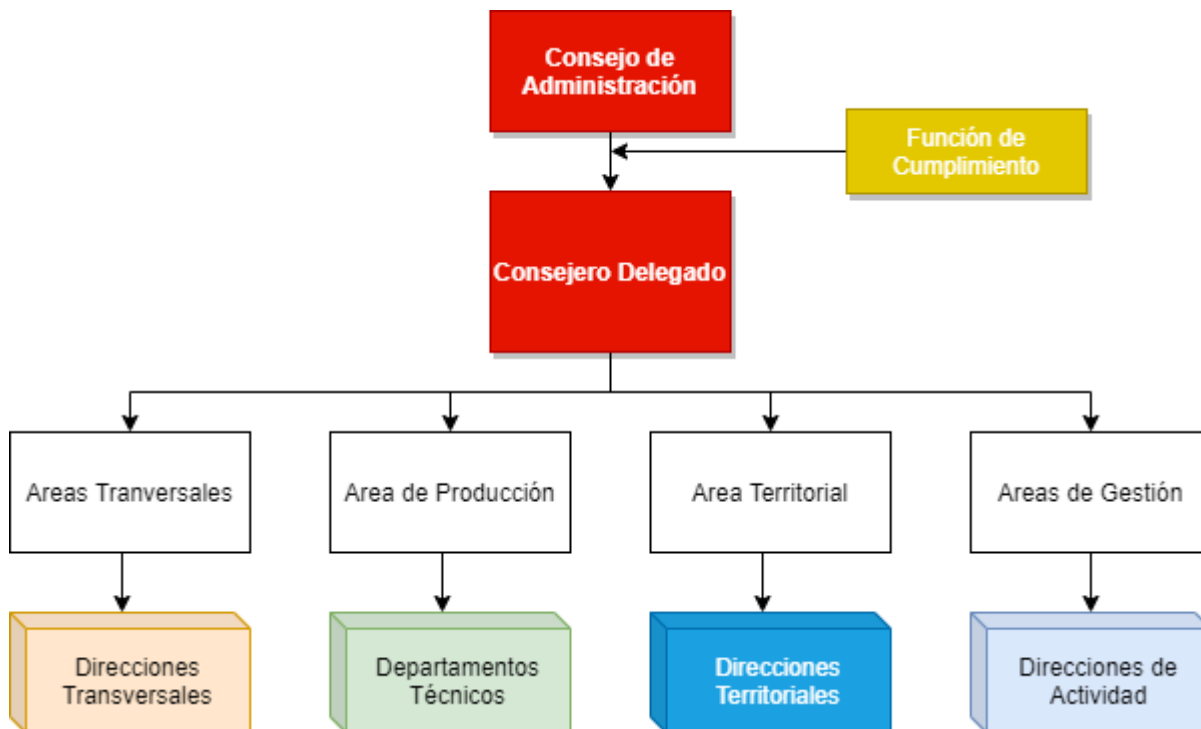 Consejo de
Administración
Función de
Cumplimiento
Consejero Delegado
Areas Tranversales
Area de Producción
Area Territorial
Areas de Gestión
Direcciones
Transversales
Departamentos
Técnicos
Direcciones
Territoriales
Direcciones de
Actividad